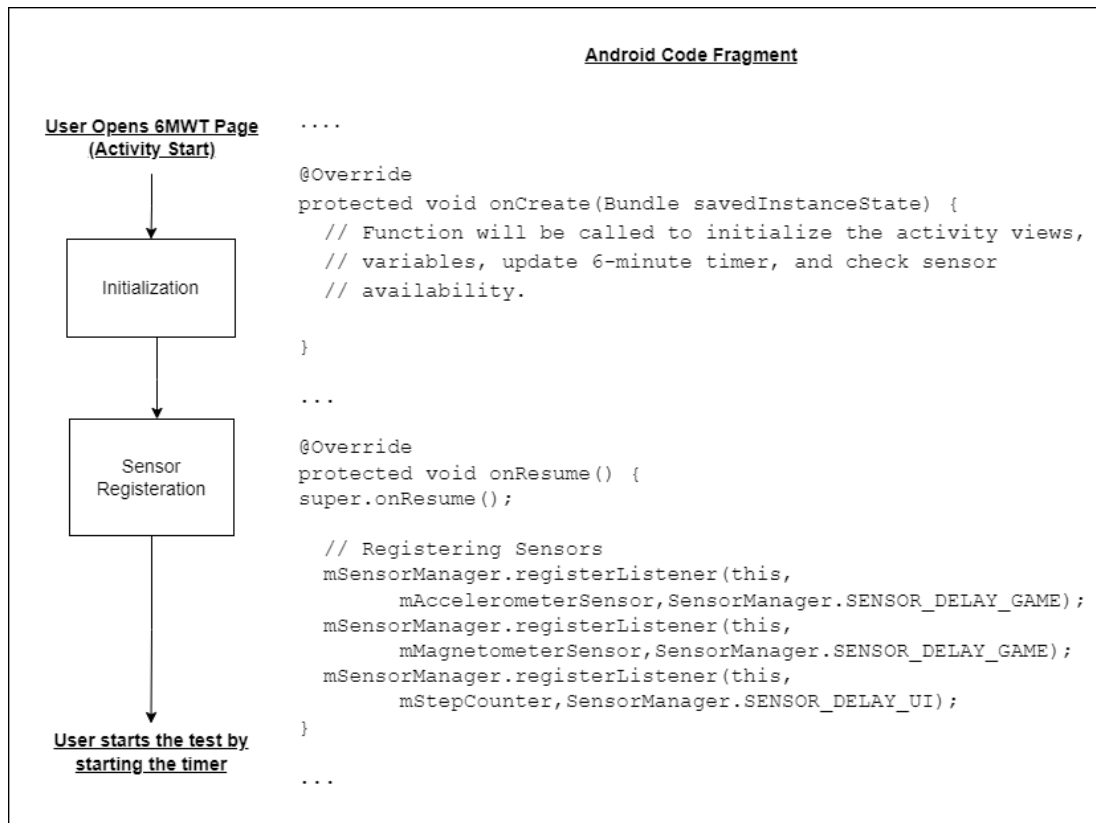 Android Code Fragment
User Opens 6MWT Page
(Activity Start)
Initialization
Sensor
Registeration
User starts the test by
starting the timer
....
@Override
protected void onCreate(Bundle savedInstanceState) {
// Function will be called to initialize the activity views,
// variables, update 6-minute timer, and check sensor
// availability.
}
...
@Override
protected void onResume() {
super.onResume();
// Registering Sensors
mSensorManager.registerListener(this,
mAccelerometerSensor,SensorManager.SENSOR_DELAY_GAME);
mSensorManager.registerListener(this,
mMagnetometerSensor,SensorManager.SENSOR_DELAY_GAME);
mSensorManager.registerListener(this,
mStepCounter,SensorManager.SENSOR_DELAY_UI);
}
...